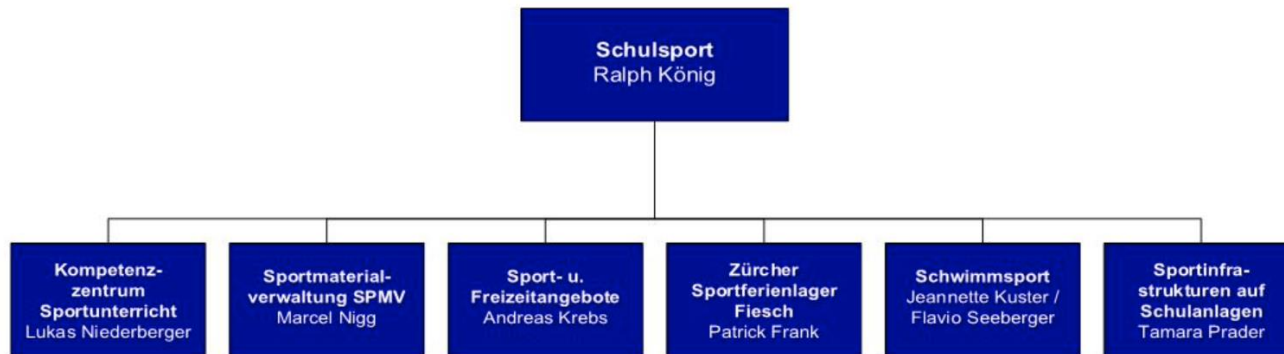 Schulsport
Ralph König
Kompetenz-
zentrum
Sportunterricht
Lukas Niederberger
Sportmaterial-
verwaltung SPMV
Marcel Nigg
Sport- u.
Freizeitangebote
Andreas Krebs
Zürcher
Sportferienlager
Fiesch
Patrick Frank
Schwimmsport
Jeannette Kuster /
Flavio Seeberger
Sportinfra-
strukturen auf
Schulanlagen
Tamara Prader